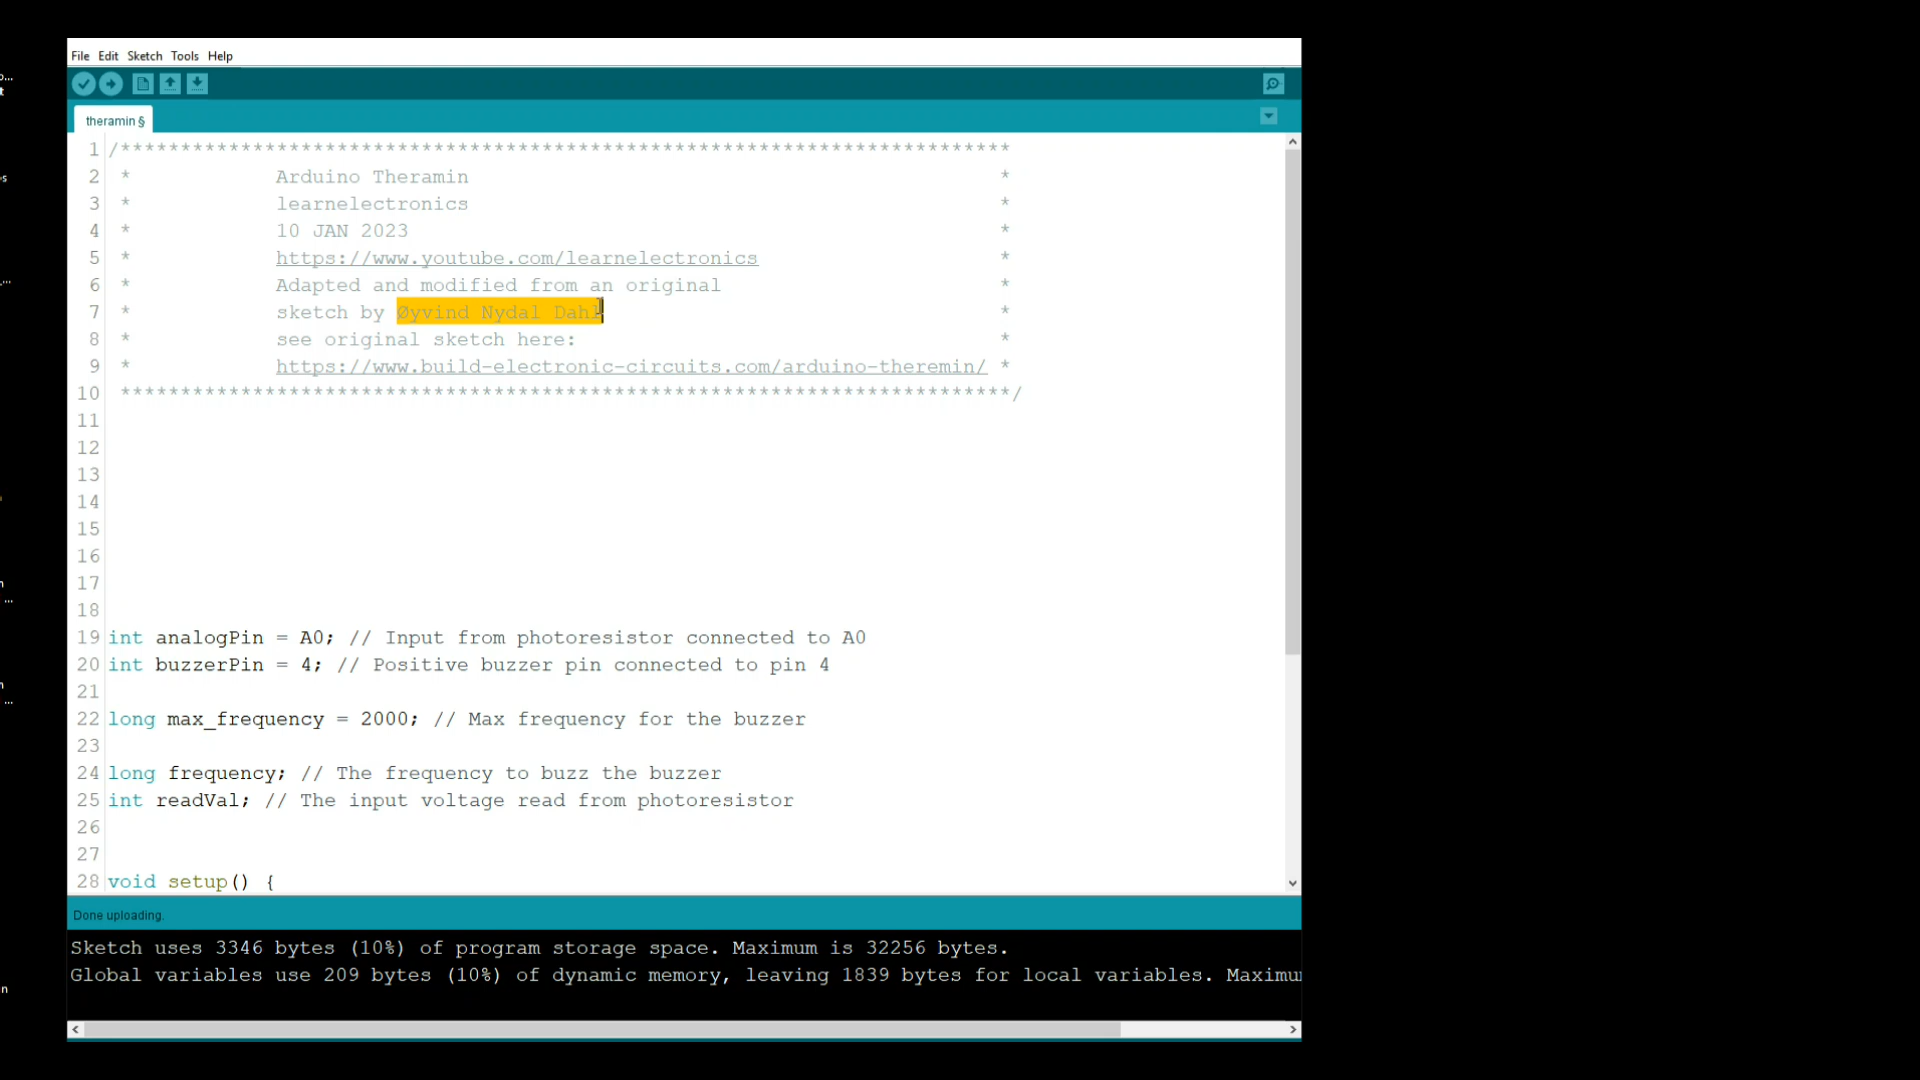 File Edit Sketch Tools Help
theramin §
1 /**************************************************************************
2 * Arduino Theramin *
3 * learnelectronics *
4 * 10 JAN 2023 *
5 * https://www.youtube.com/learnelectronics *
6 * Adapted and modified from an original *
7 * sketch by Øyvind Nydal Dahl *
8 * see original sketch here: *
9 * https://www.build-electronic-circuits.com/arduino-theremin/ *
10 **************************************************************************/
11
12
13
14
15
16
17
18
19 int analogPin = A0; // Input from photoresistor connected to A0
20 int buzzerPin = 4; // Positive buzzer pin connected to pin 4
21
22 long max_frequency = 2000; // Max frequency for the buzzer
23
24 long frequency; // The frequency to buzz the buzzer
25 int readVal; // The input voltage read from photoresistor
26
27
28 void setup() {
Done uploading.
Sketch uses 3346 bytes (10%) of program storage space. Maximum is 32256 bytes.
Global variables use 209 bytes (10%) of dynamic memory, leaving 1839 bytes for local variables. Maximu